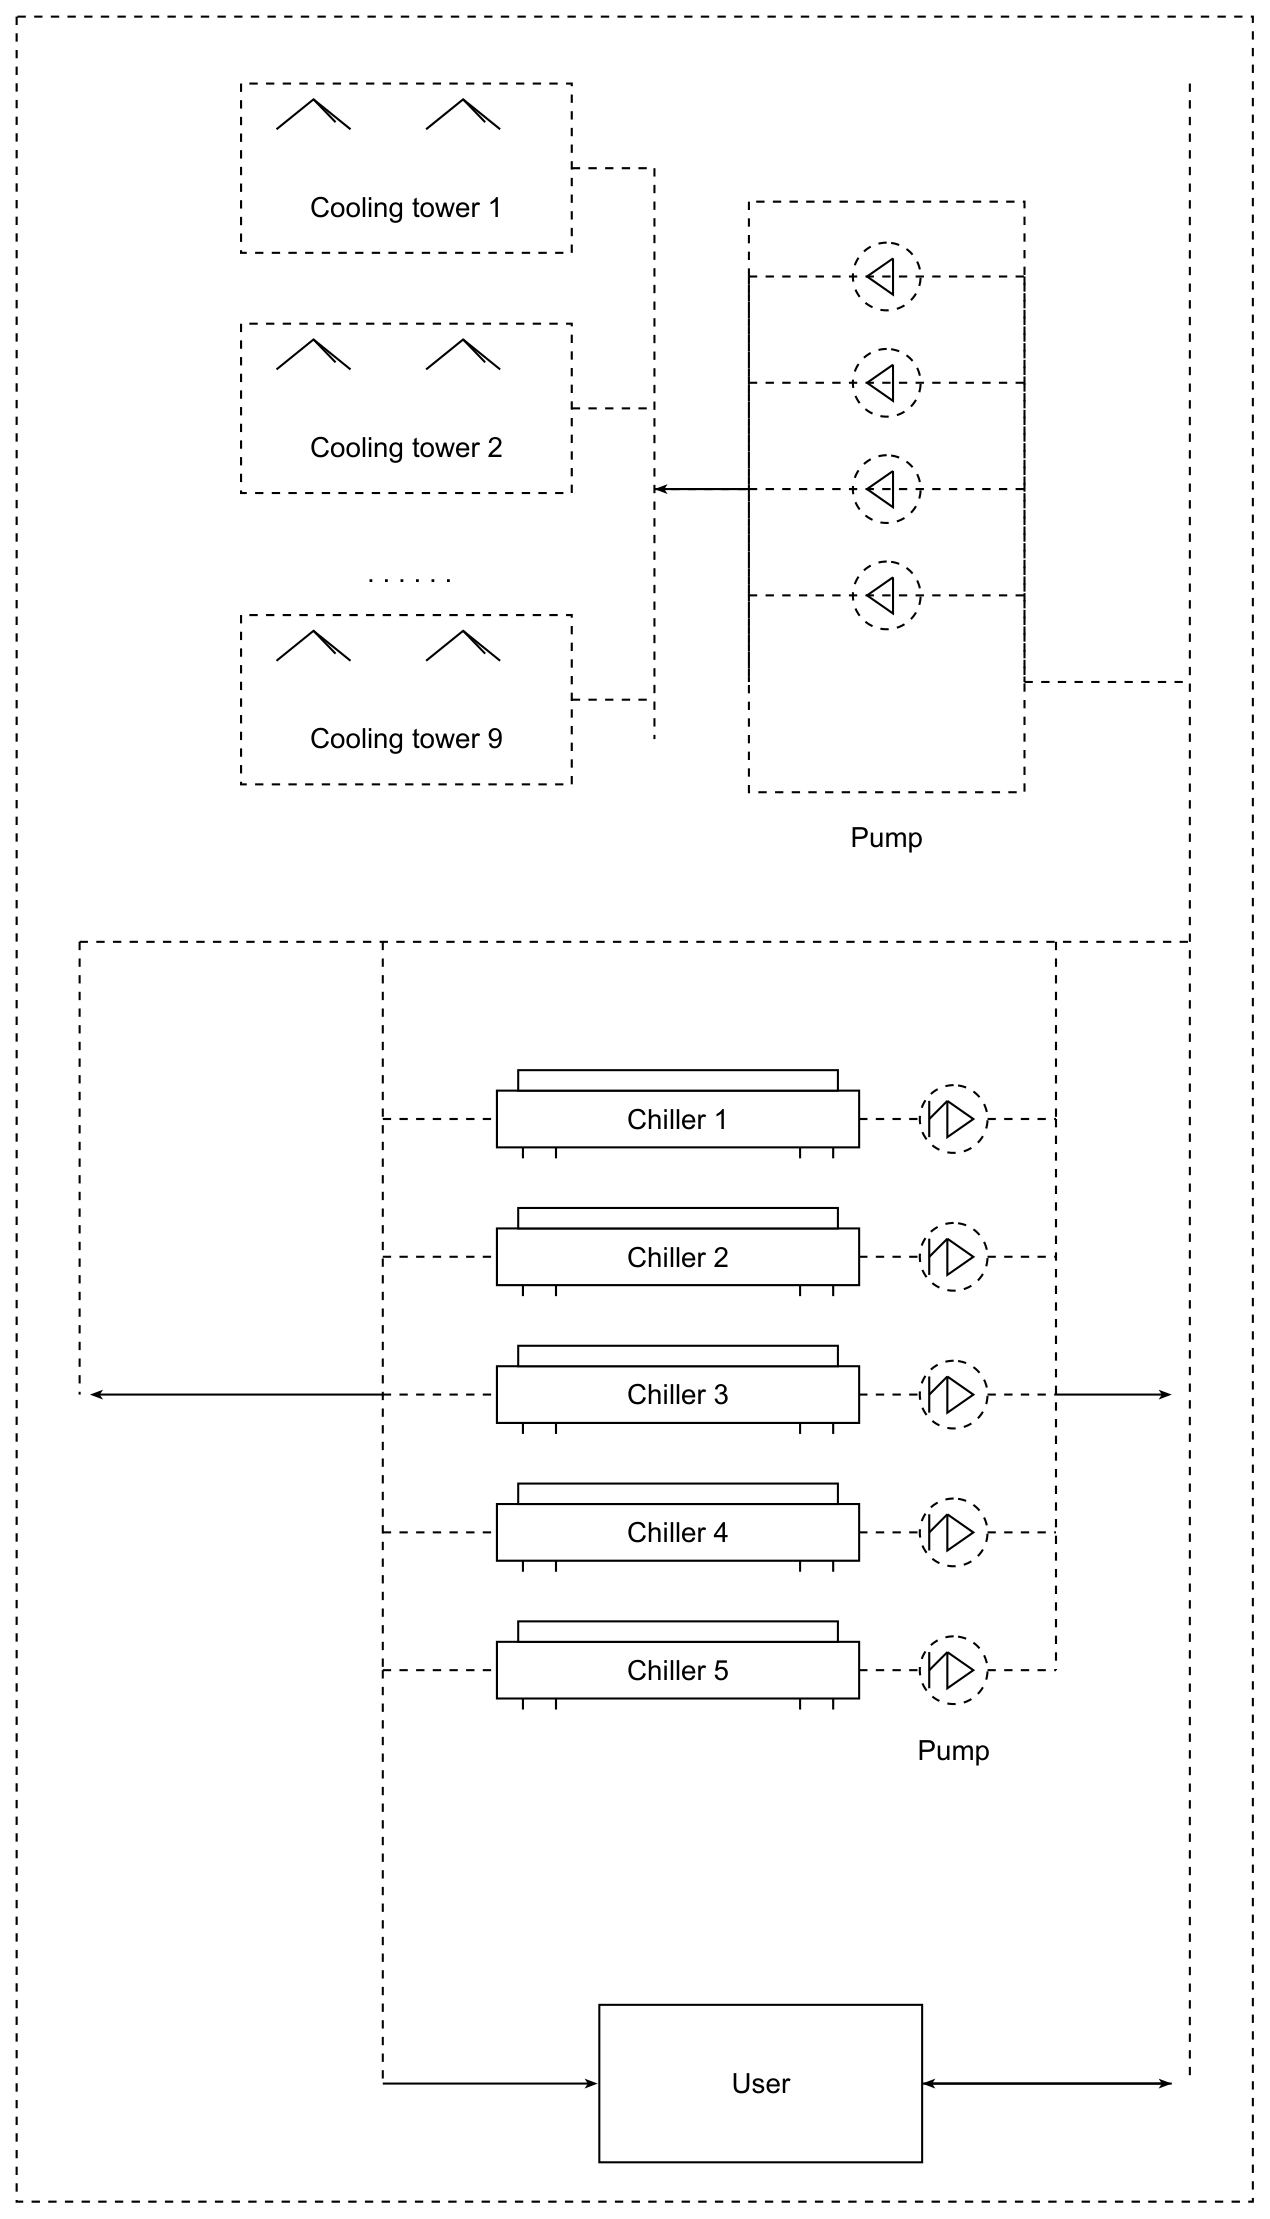 Cooling tower 1
Cooling tower 2
. . . . . .
Cooling tower 9
Pump
Chiller 1
Chiller 2
Chiller 3
Chiller 4
Chiller 5
Pump
User